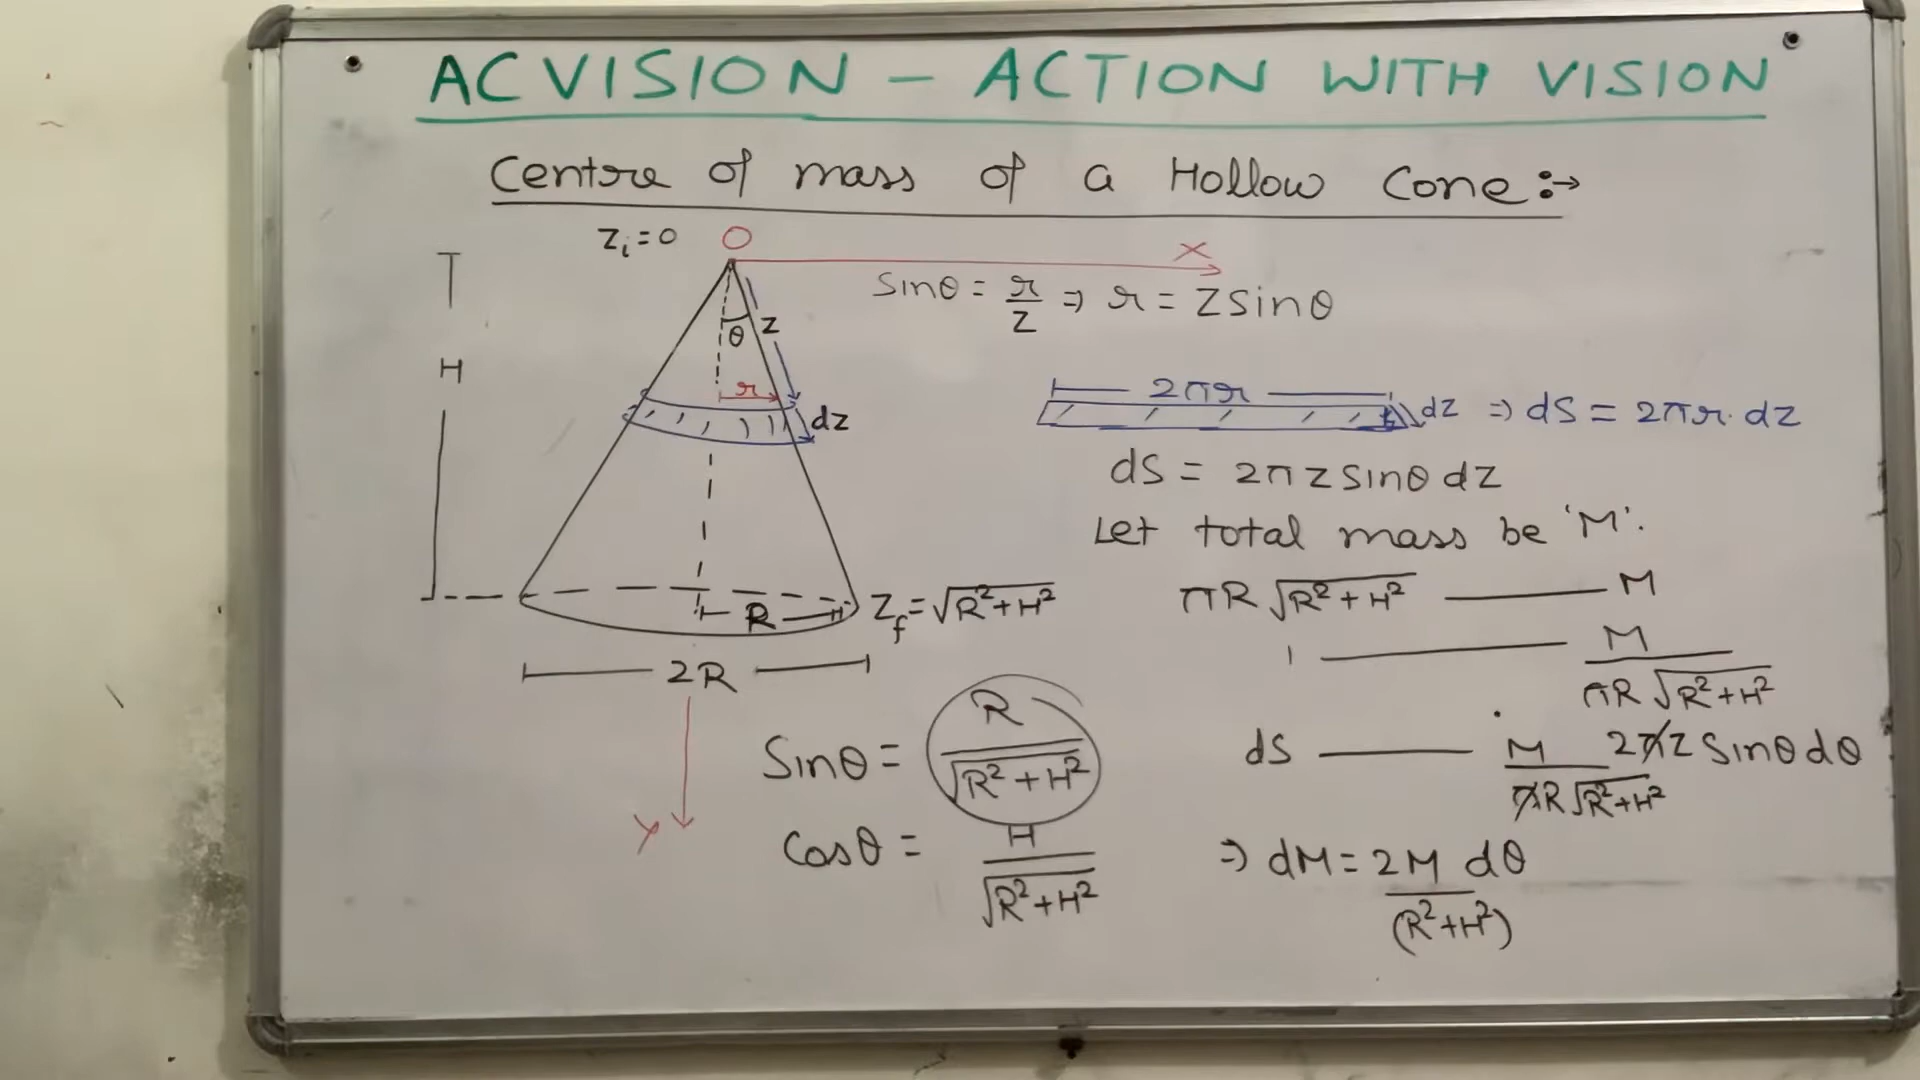 ACVISION - ACTION WITH VISION
Centre of mass of a Hollow Cone:→
Zᵢ=0 O X
Sinθ = r/Z ⇒ r = Z sinθ
H
θ Z
r
dZ
2πr dZ ⇒ dS = 2πr. dZ
dS = 2πZ Sinθ dZ
Let total mass be 'M'.
R Z_f = √(R²+H²)
2R
Y
πR√(R²+H²) —— M
1 —— M/(πR√(R²+H²))
dS —— M/(πR√(R²+H²)) 2πZ Sinθ dθ
⇒ dM = 2M dθ/(R²+H²)
Sinθ = R/√(R²+H²)
Cosθ = H/√(R²+H²)